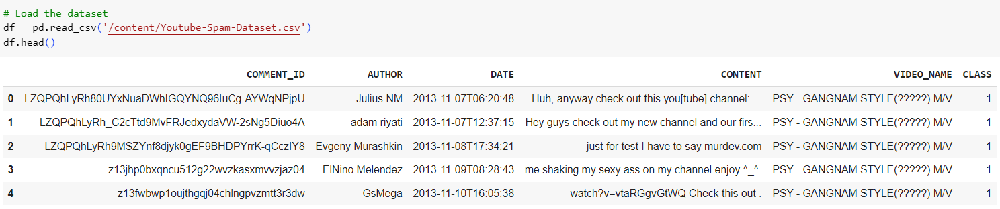 # Load the dataset
df = pd.read_csv('/content/Youtube-Spam-Dataset.csv')
df.head()
COMMENT_ID AUTHOR DATE CONTENT VIDEO_NAME CLASS
0 LZQPQhLyRh80UYxNuaDWhIGQYNQ96IuCg-AYWqNPjpU Julius NM 2013-11-07T06:20:48 Huh, anyway check out this you[tube] channel: ... PSY - GANGNAM STYLE(?????) M/V 1
1 LZQPQhLyRh_C2cTtd9MvFRJedxydaVW-2sNg5Diuo4A adam riyati 2013-11-07T12:37:15 Hey guys check out my new channel and our firs... PSY - GANGNAM STYLE(?????) M/V 1
2 LZQPQhLyRh9MSZYnf8djyk0gEF9BHDPYrrK-qCczIY8 Evgeny Murashkin 2013-11-08T17:34:21 just for test I have to say murdev.com PSY - GANGNAM STYLE(?????) M/V 1
3 z13jhp0bxqncu512g22wvzkasxmvvzjaz04 ElNino Melendez 2013-11-09T08:28:43 me shaking my sexy ass on my channel enjoy ^_^ PSY - GANGNAM STYLE(?????) M/V 1
4 z13fwbwp1oujthgqj04chlngpvzmtt3r3dw GsMega 2013-11-10T16:05:38 watch?v=vtaRGgvGtWQ Check this out . PSY - GANGNAM STYLE(?????) M/V 1